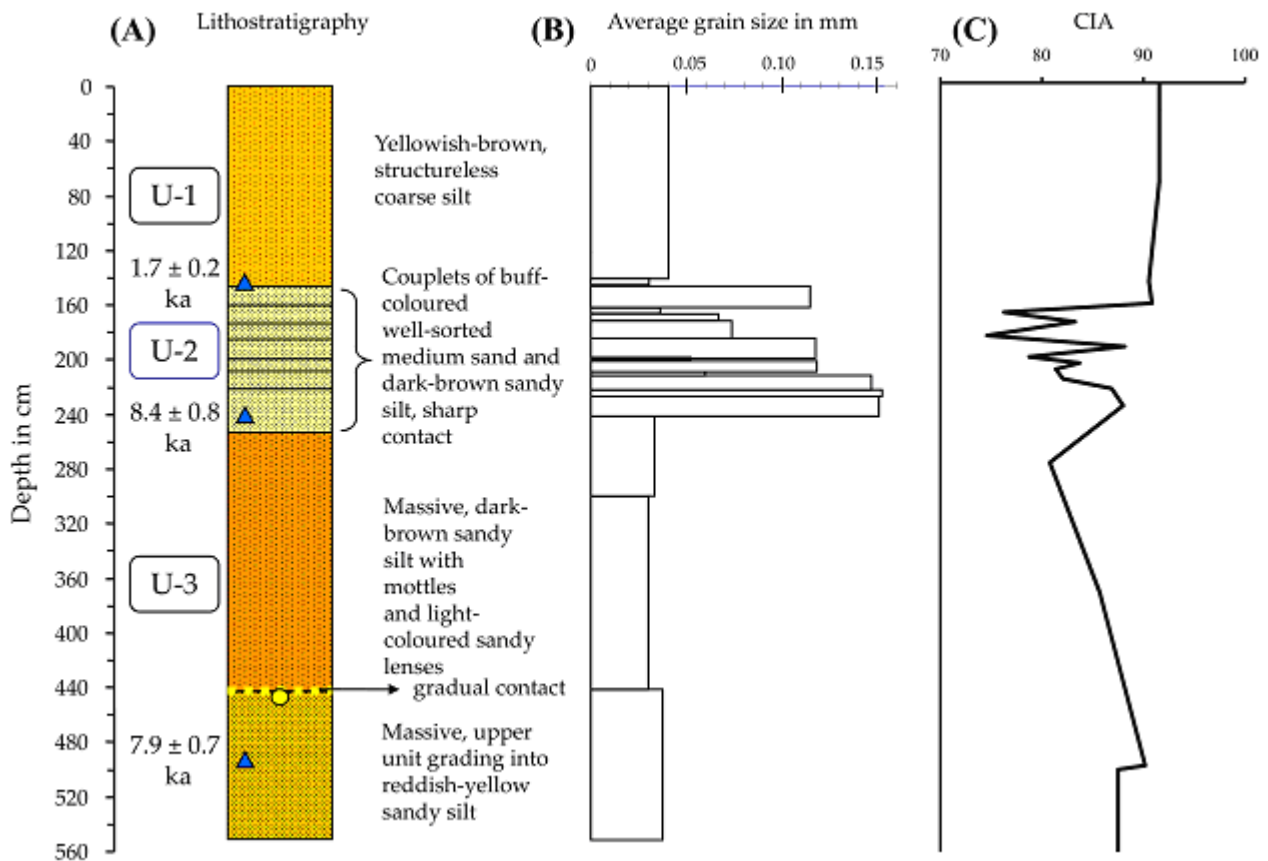 (A)
Lithostratigraphy
Depth in cm
0
40
80
120
160
200
240
280
320
360
400
440
480
520
560
U-1
1.7 ± 0.2
ka
U-2
8.4 ± 0.8
ka
U-3
7.9 ± 0.7
ka
Yellowish-brown,
structureless
coarse silt
Couplets of buff-
coloured
well-sorted
medium sand and
dark-brown sandy
silt, sharp
contact
Massive, dark-
brown sandy
silt with
mottles
and light-
coloured sandy
lenses
gradual contact
Massive, upper
unit grading into
reddish-yellow
sandy silt
(B)
Average grain size in mm
0 0.05 0.10 0.15
(C)
CIA
70 80 90 100